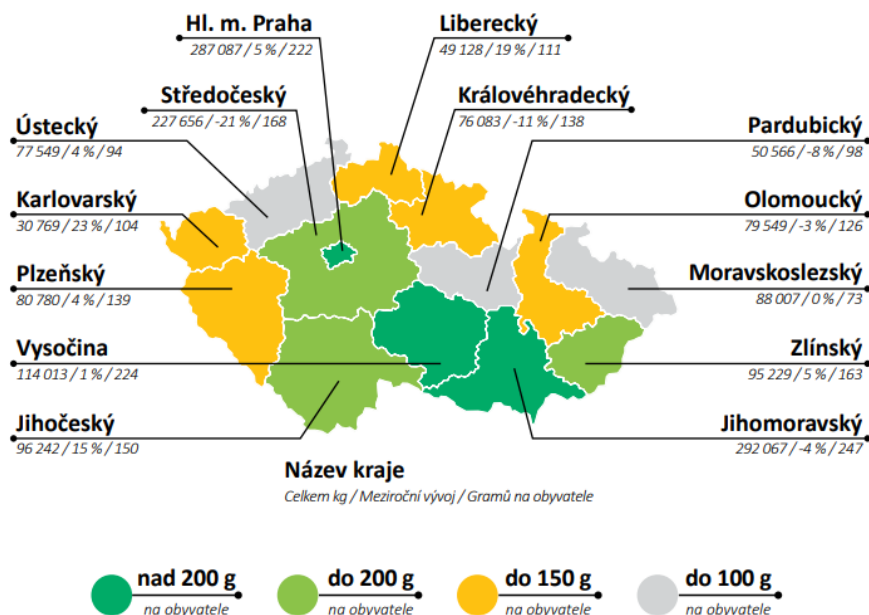 Hl. m. Praha
287 087 / 5 % / 222
Liberecký
49 128 / 19 % / 111
Středočeský
227 656 / -21 % / 168
Královéhradecký
76 083 / -11 % / 138
Ústecký
77 549 / 4 % / 94
Pardubický
50 566 / -8 % / 98
Karlovarský
30 769 / 23 % / 104
Olomoucký
79 549 / -3 % / 126
Plzeňský
80 780 / 4 % / 139
Moravskoslezský
88 007 / 0 % / 73
Vysočina
114 013 / 1 % / 224
Zlínský
95 229 / 5 % / 163
Jihočeský
96 242 / 15 % / 150
Jihomoravský
292 067 / -4 % / 247
Název kraje
Celkem kg / Meziroční vývoj / Gramů na obyvatele
nad 200 g
na obyvatele
do 200 g
na obyvatele
do 150 g
na obyvatele
do 100 g
na obyvatele